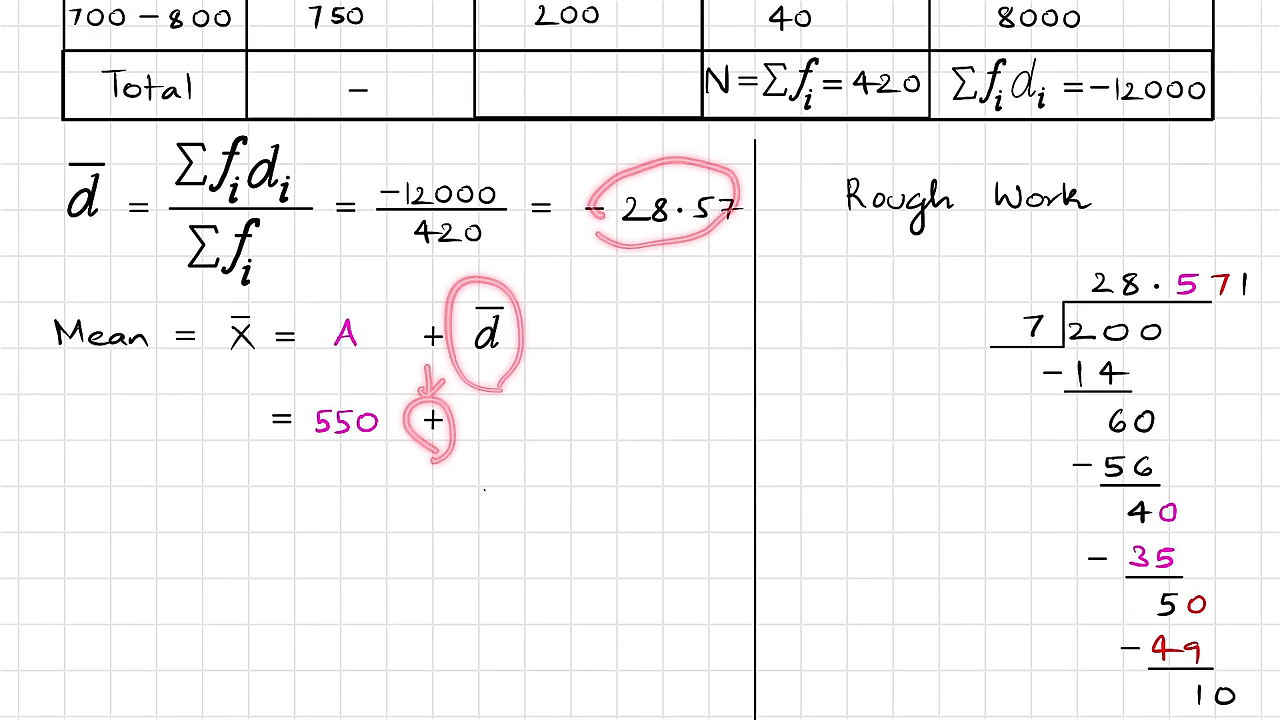 700 - 800 750 200 40 8000
Total - N = Σfᵢ = 420 Σfᵢdᵢ = -12000
d̅ = Σfᵢdᵢ / Σfᵢ = -12000 / 420 = - 28.57
Mean = X̅ = A + d̅
= 550 +
Rough Work
28.571
7 200
-14
60
-56
40
- 35
50
-49
10